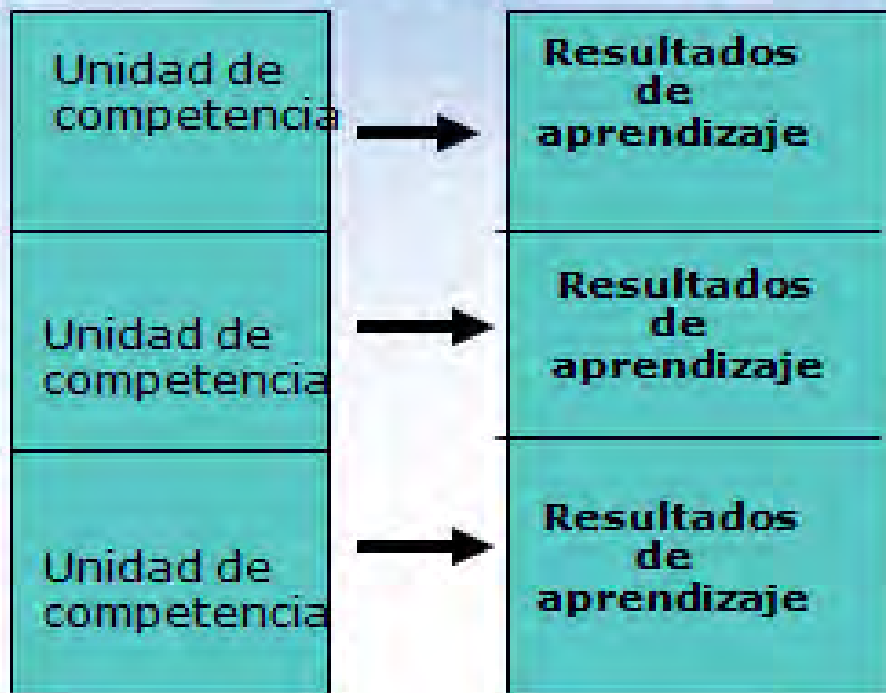 Unidad de
competencia
Resultados
de
aprendizaje
Unidad de
competencia
Resultados
de
aprendizaje
Unidad de
competencia
Resultados
de
aprendizaje